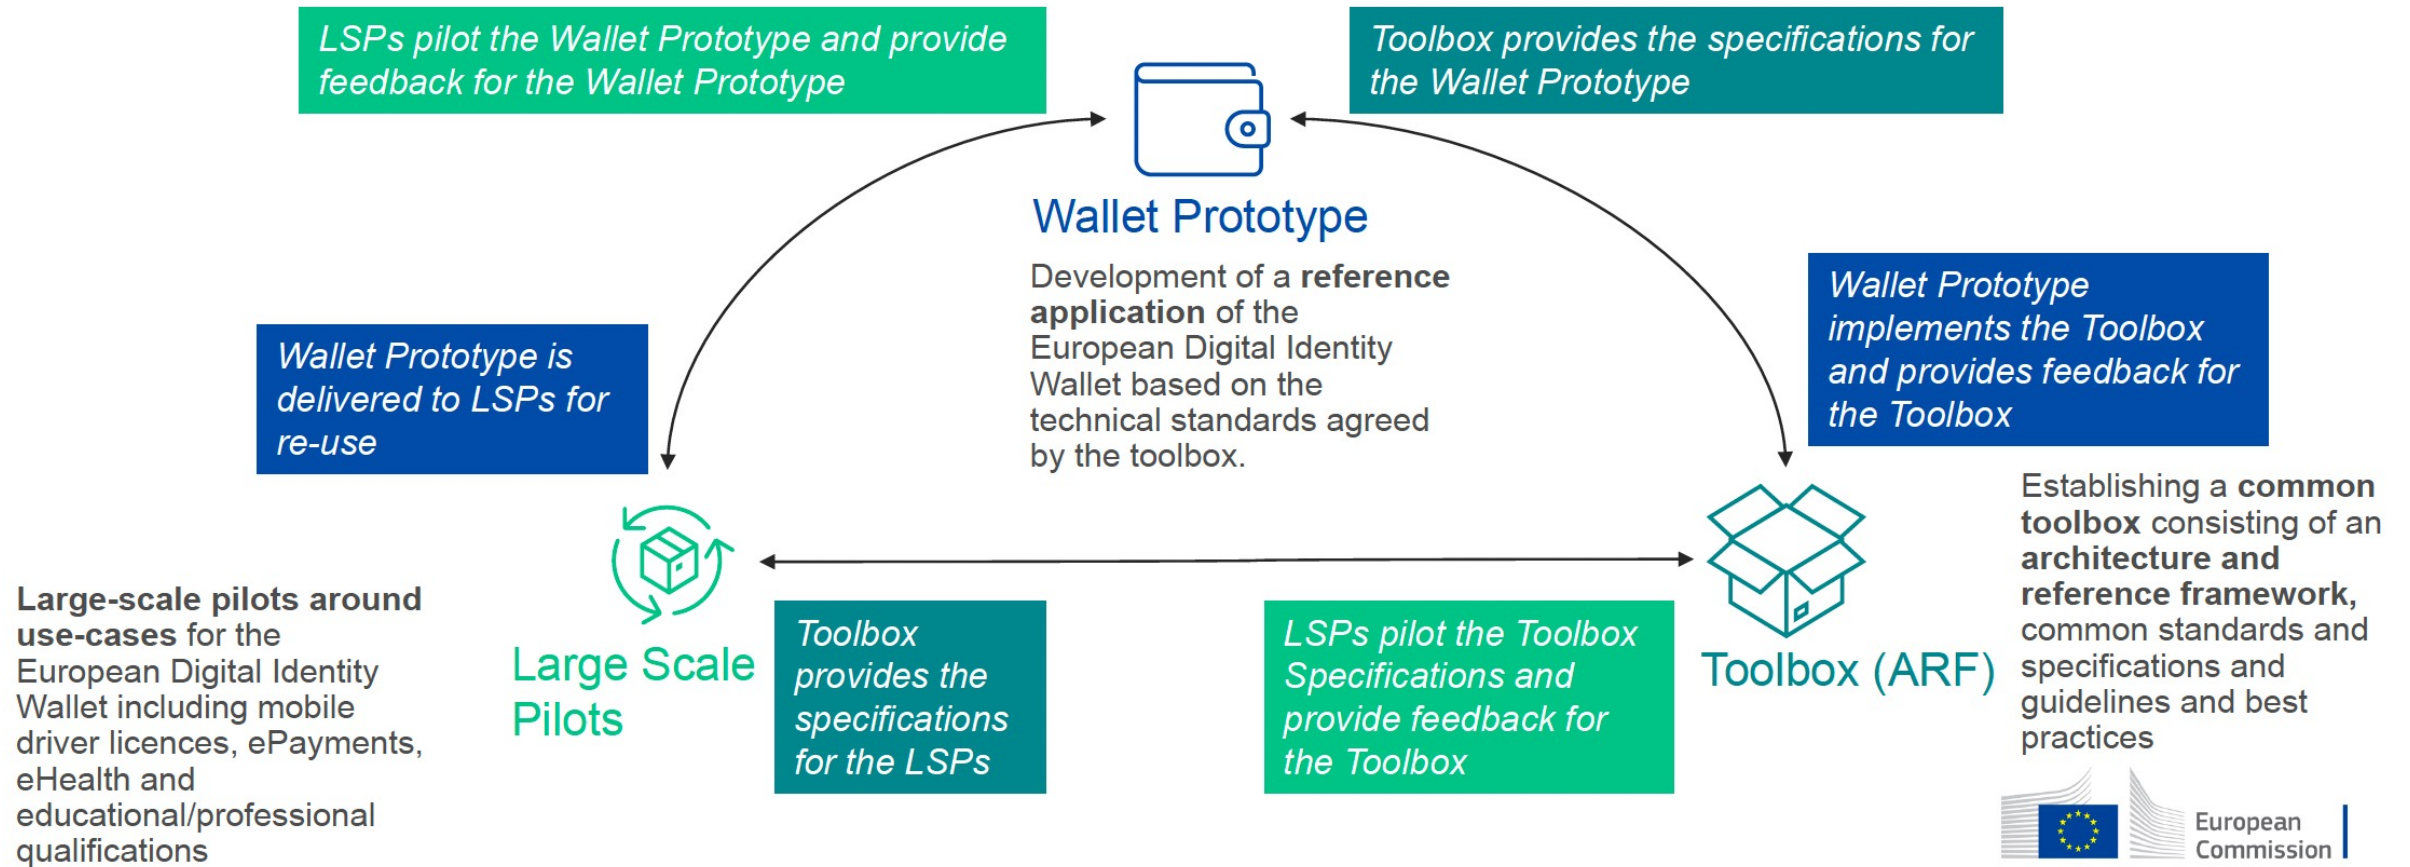 LSPs pilot the Wallet Prototype and provide
feedback for the Wallet Prototype
Toolbox provides the specifications for
the Wallet Prototype
Wallet Prototype
Development of a reference
application of the
European Digital Identity
Wallet based on the
technical standards agreed
by the toolbox.
Wallet Prototype is
delivered to LSPs for
re-use
Wallet Prototype
implements the Toolbox
and provides feedback for
the Toolbox
Large Scale
Pilots
Large-scale pilots around
use-cases for the
European Digital Identity
Wallet including mobile
driver licences, ePayments,
eHealth and
educational/professional
qualifications
Toolbox
provides the
specifications
for the LSPs
LSPs pilot the Toolbox
Specifications and
provide feedback for
the Toolbox
Toolbox (ARF)
Establishing a common
toolbox consisting of an
architecture and
reference framework,
common standards and
specifications and
guidelines and best
practices
European
Commission